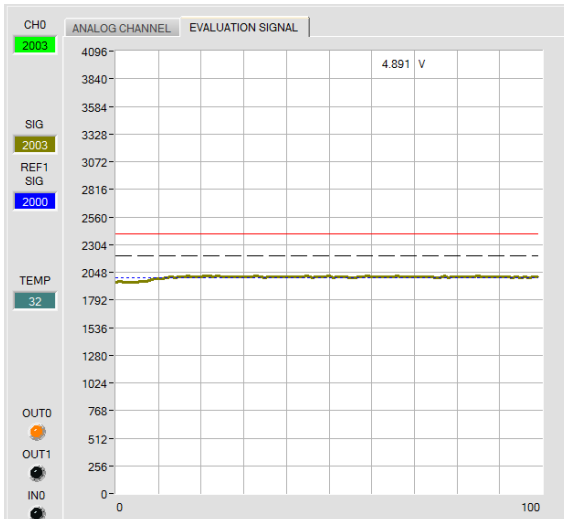 CH0
2003
SIG
2003
REF1
SIG
2000
TEMP
32
OUT0
OUT1
IN0
ANALOG CHANNEL
EVALUATION SIGNAL
4.891 V
4096
3840
3584
3328
3072
2816
2560
2304
2048
1792
1536
1280
1024
768
512
256
0
0
100